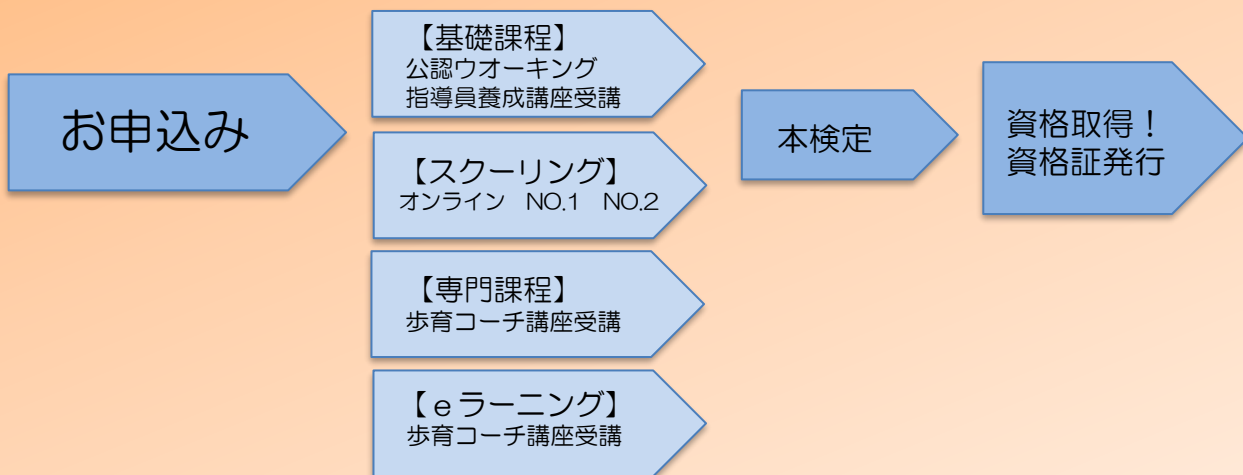 お申込み
【基礎課程】
公認ウオーキング
指導員養成講座受講
【スクーリング】
オンライン　NO.1　NO.2
【専門課程】
歩育コーチ講座受講
【eラーニング】
歩育コーチ講座受講
本検定
資格取得！
資格証発行